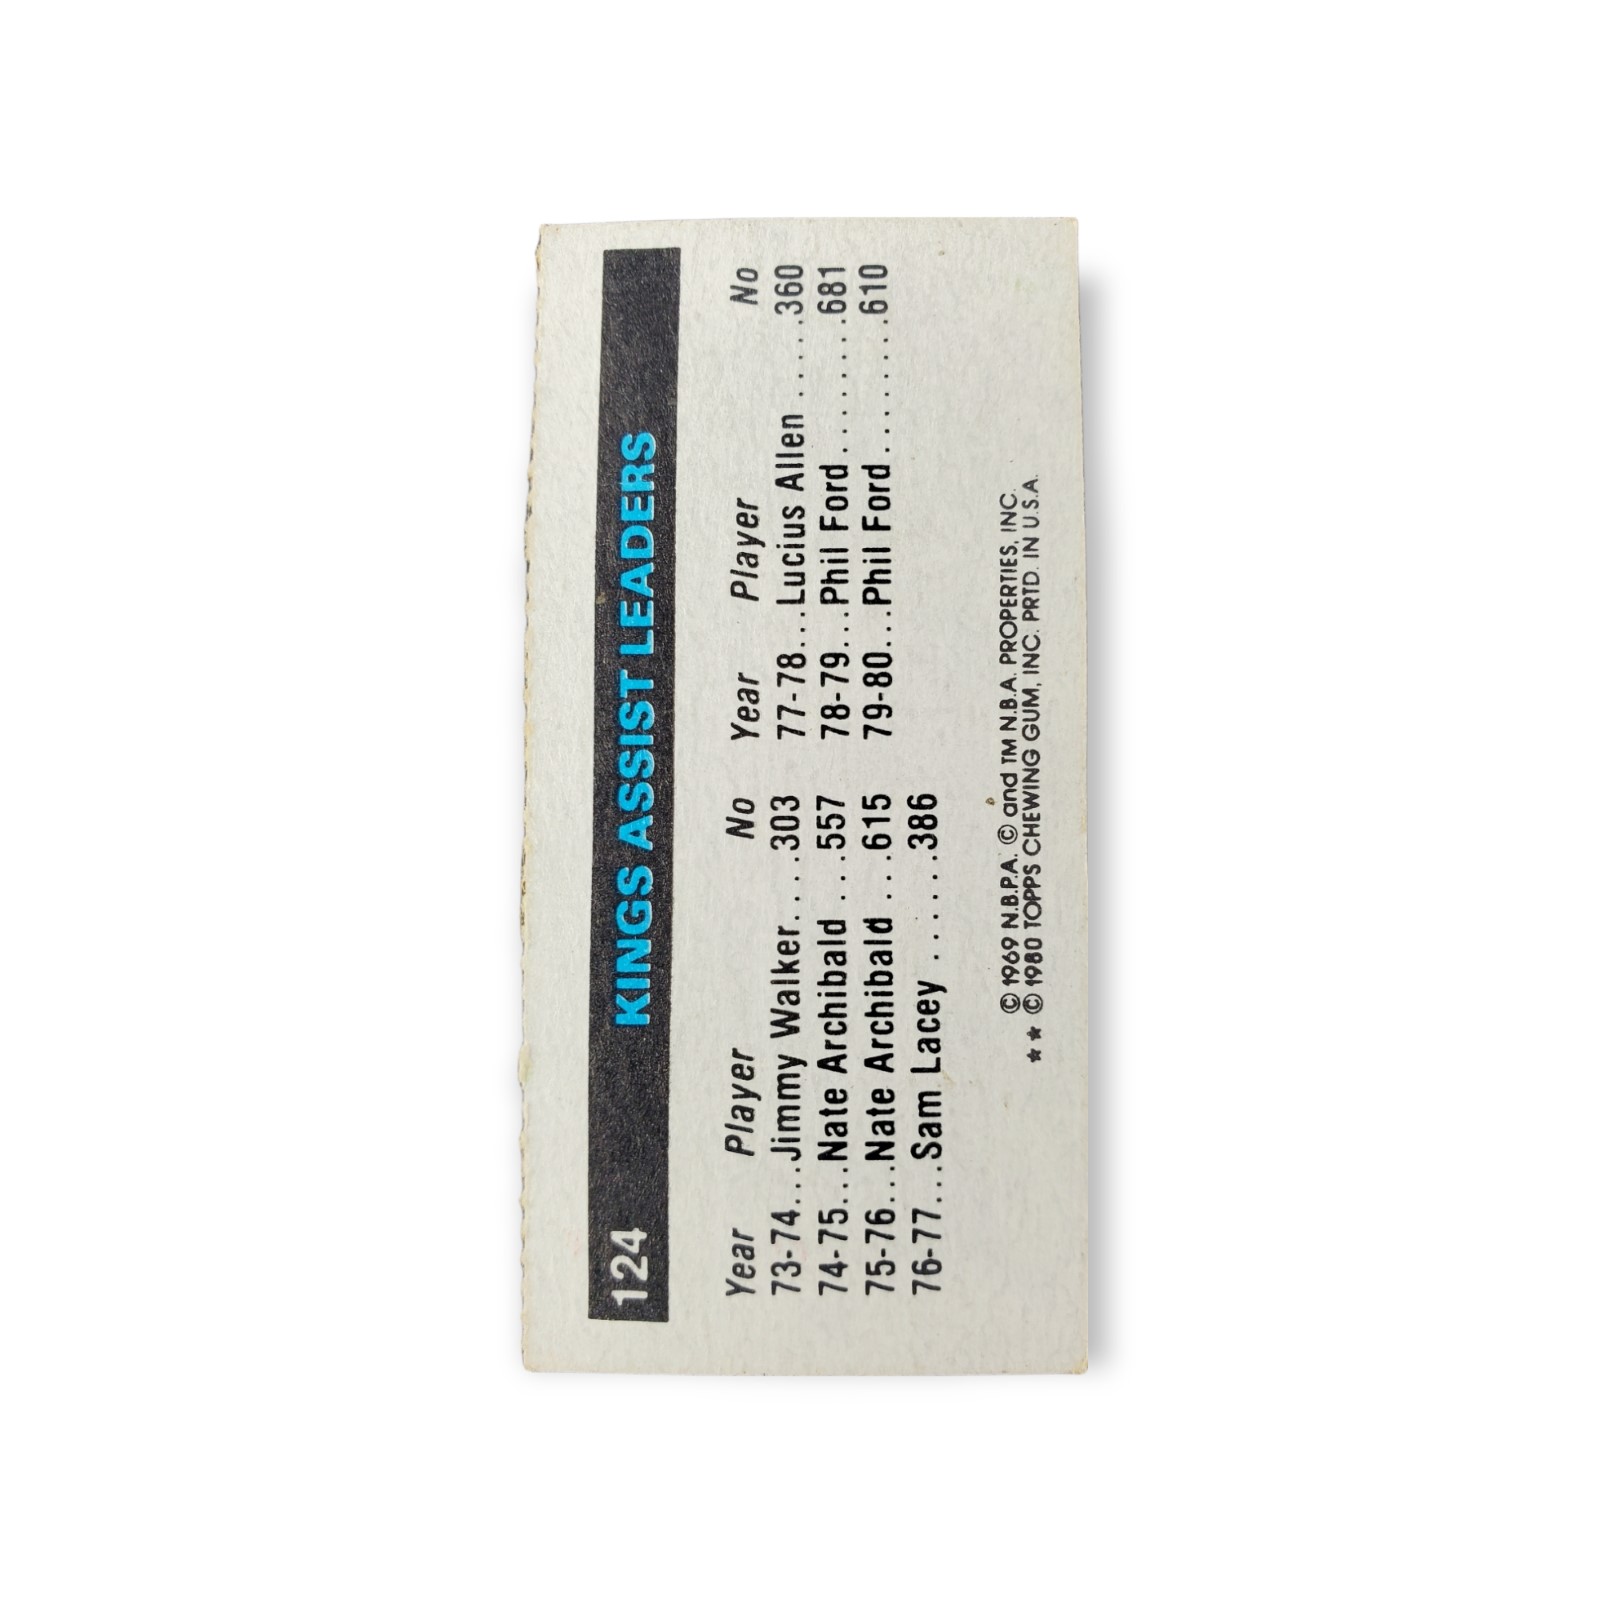 124 KINGS ASSIST LEADERS
Year Player No Year Player No
73-74...Jimmy Walker....303 77-78...Lucius Allen......360
74-75...Nate Archibald ...557 78-79...Phil Ford.........681
75-76...Nate Archibald ...615 79-80...Phil Ford.........610
76-77...Sam Lacey ......386
© 1969 N.B.P.A. © and TM N.B.A. PROPERTIES, INC.
★★ © 1980 TOPPS CHEWING GUM, INC. PRTD. IN U.S.A.